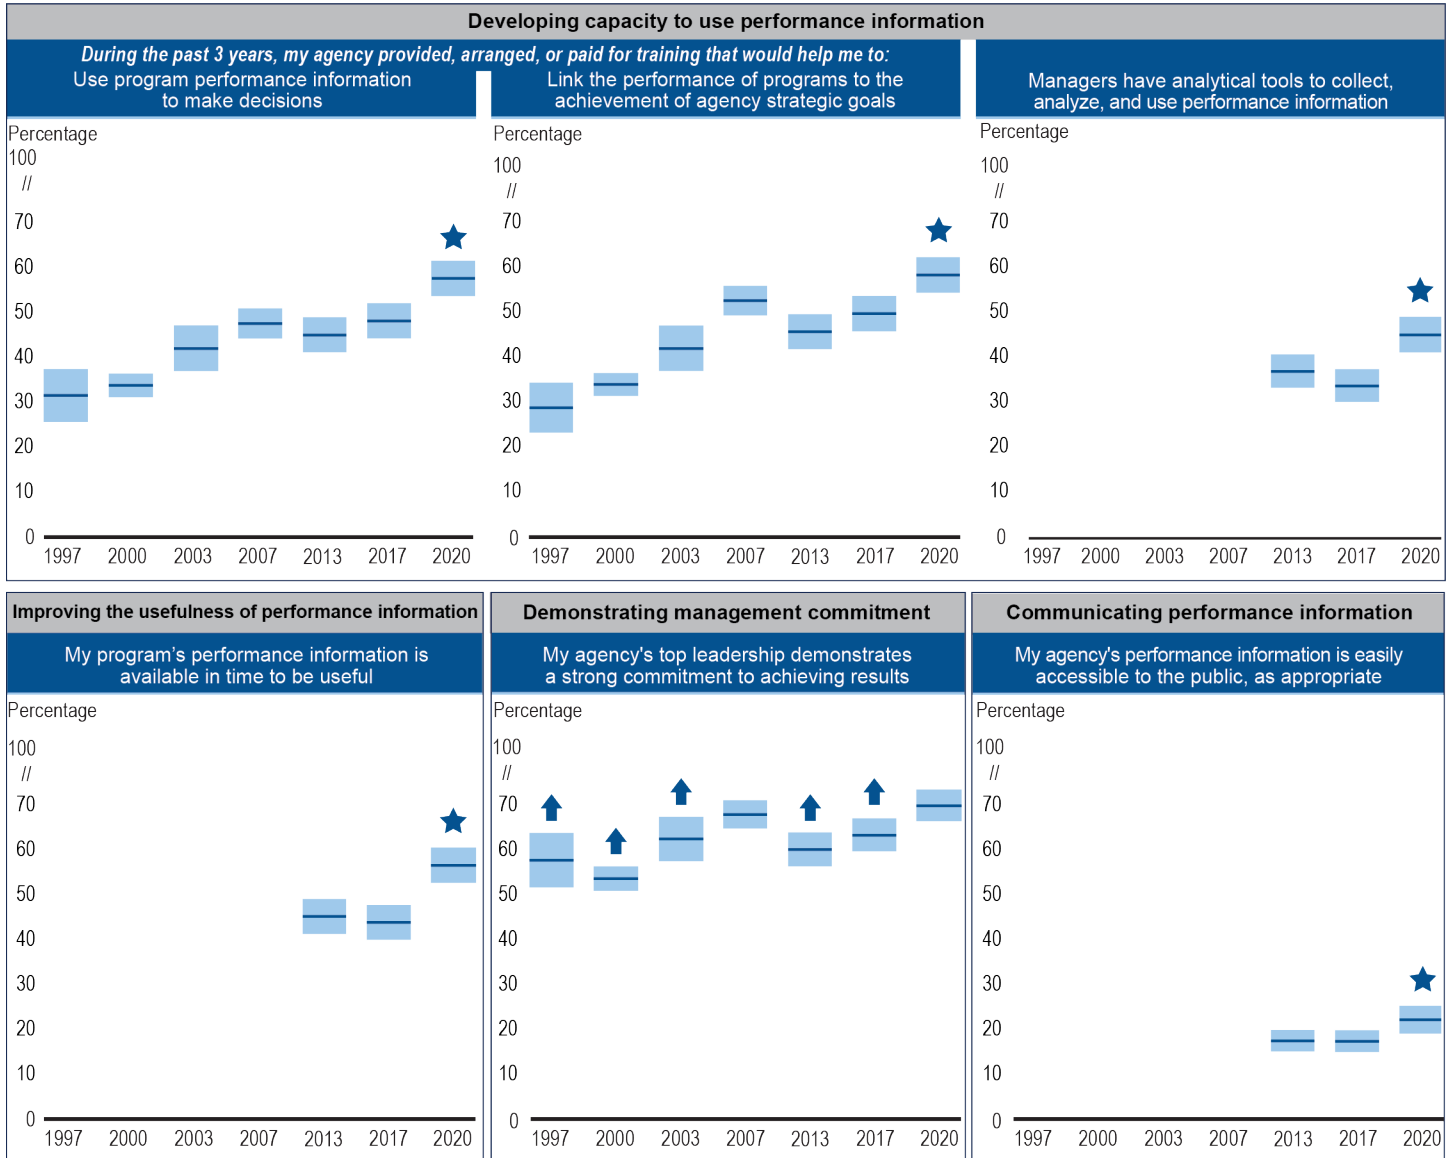 Developing capacity to use performance information
During the past 3 years, my agency provided, arranged, or paid for training that would help me to:
Use program performance information
to make decisions
Link the performance of programs to the
achievement of agency strategic goals
Managers have analytical tools to collect,
analyze, and use performance information
Percentage
100
//
70
60
50
40
30
20
10
0
1997 2000 2003 2007 2013 2017 2020
Percentage
100
//
70
60
50
40
30
20
10
0
1997 2000 2003 2007 2013 2017 2020
Percentage
100
//
70
60
50
40
30
20
10
0
1997 2000 2003 2007 2013 2017 2020
Improving the usefulness of performance information
My program’s performance information is
available in time to be useful
Percentage
100
//
70
60
50
40
30
20
10
0
1997 2000 2003 2007 2013 2017 2020
Demonstrating management commitment
My agency's top leadership demonstrates
a strong commitment to achieving results
Percentage
100
//
70
60
50
40
30
20
10
0
1997 2000 2003 2007 2013 2017 2020
Communicating performance information
My agency's performance information is easily
accessible to the public, as appropriate
Percentage
100
//
70
60
50
40
30
20
10
0
1997 2000 2003 2007 2013 2017 2020